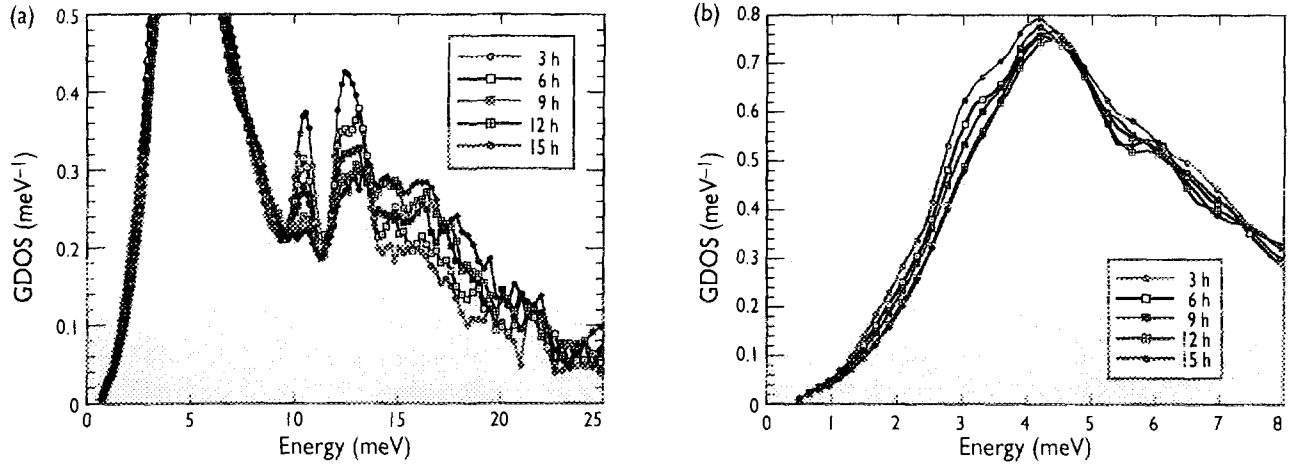 (a)
0.5
0.4
0.3
0.2
0.1
0
GDOS (meV⁻¹)
3 h
6 h
9 h
12 h
15 h
0
5
10
15
20
25
Energy (meV)
(b)
0.8
0.7
0.6
0.5
0.4
0.3
0.2
0.1
0
GDOS (meV⁻¹)
3 h
6 h
9 h
12 h
15 h
0
1
2
3
4
5
6
7
8
Energy (meV)